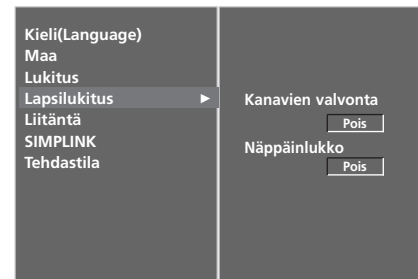 Kieli(Language)
Maa
Lukitus
Lapsilukitus ►
Liitäntä
SIMPLINK
Tehdastila
Kanavien valvonta
Pois
Näppäinlukko
Pois